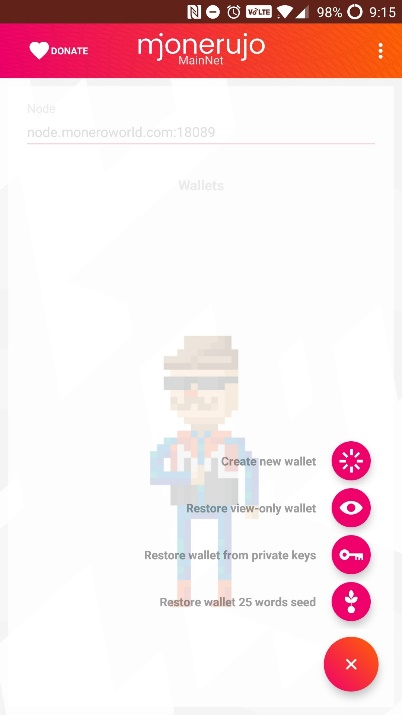 VoLTE 98% 9:15
DONATE
monerujo
MainNet
Node
node.moneroworld.com:18089
Wallets
Create new wallet
Restore view-only wallet
Restore wallet from private keys
Restore wallet 25 words seed